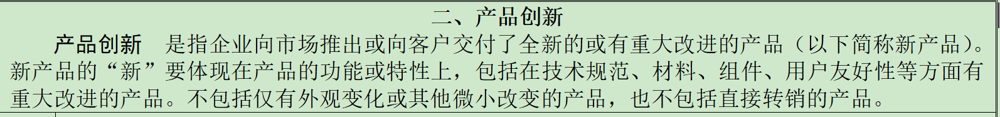 二、产品创新
产品创新 是指企业向市场推出或向客户交付了全新的或有重大改进的产品（以下简称新产品）。
新产品的“新”要体现在产品的功能或特性上，包括在技术规范、材料、组件、用户友好性等方面有
重大改进的产品。不包括仅有外观变化或其他微小改变的产品，也不包括直接转销的产品。